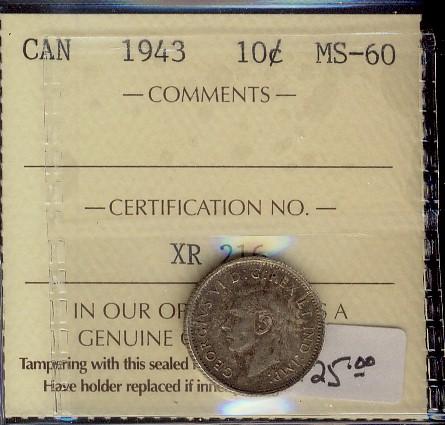 CAN 1943 10¢ MS-60
— COMMENTS —
— CERTIFICATION NO. —
XR 216
IN OUR A
GENUINE
Tampering with this sealed
Have holder replaced if
GEORGIVS VI D:G:REX ET IND:IMP:
25.00